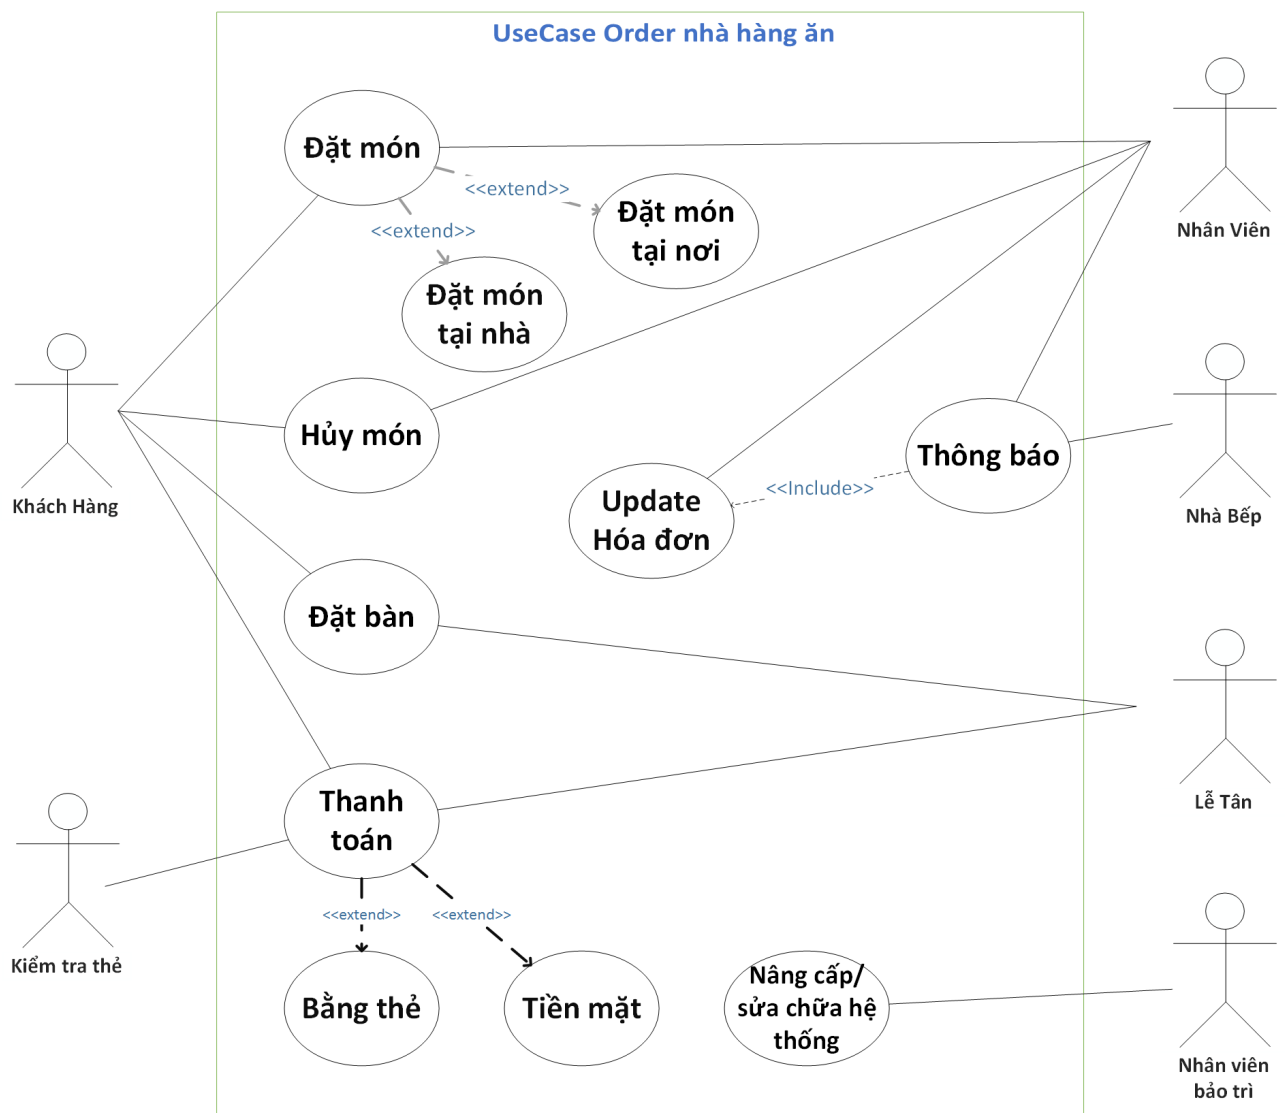 UseCase Order nhà hàng ăn
Đặt món
<<extend>>
Đặt món
tại nơi
<<extend>>
Đặt món
tại nhà
Nhân Viên
Khách Hàng
Hủy món
Thông báo
<<Include>>
Update
Hóa đơn
Nhà Bếp
Đặt bàn
Thanh
toán
Lễ Tân
Kiểm tra thẻ
<<extend>>
<<extend>>
Bằng thẻ
Tiền mặt
Nâng cấp/
sửa chữa hệ
thống
Nhân viên
bảo trì